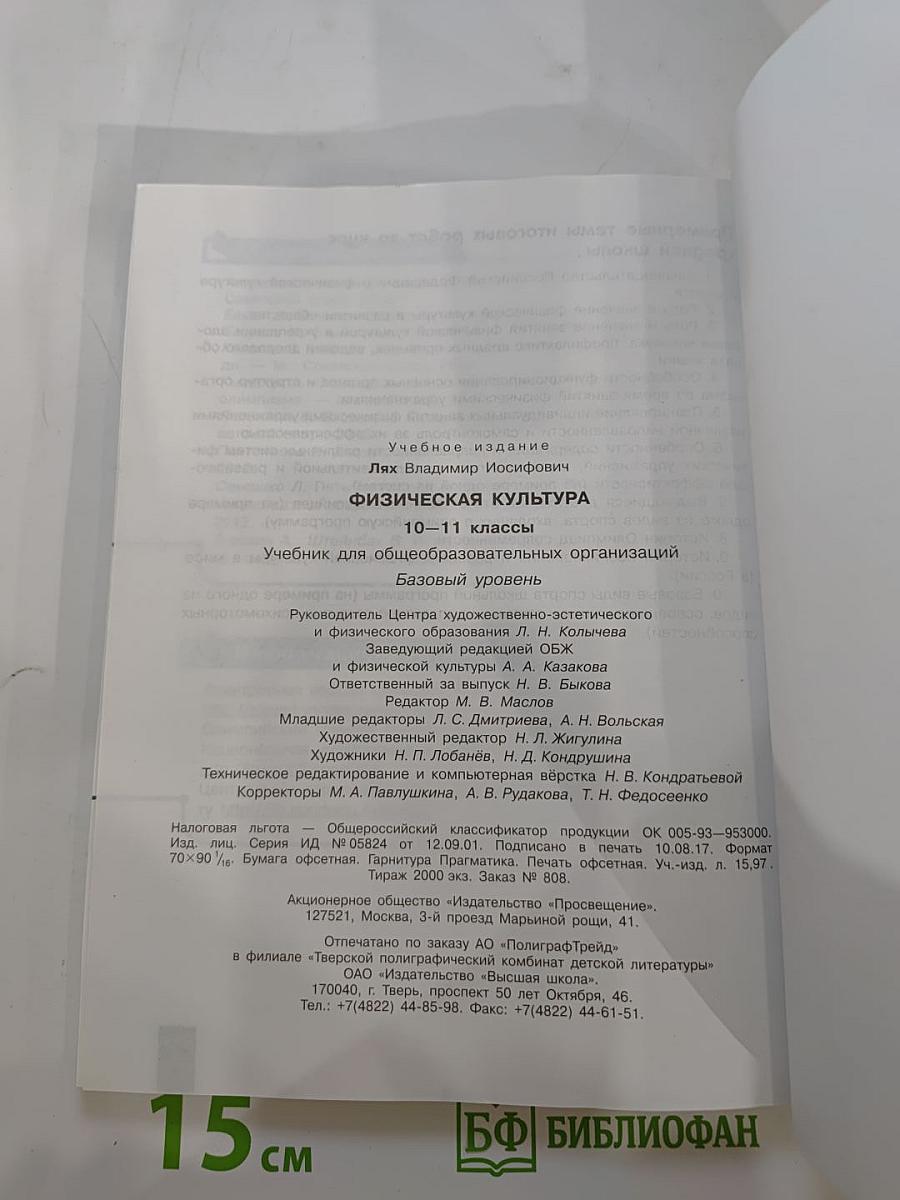 Учебное издание
Лях Владимир Иосифович
ФИЗИЧЕСКАЯ КУЛЬТУРА
10—11 классы
Учебник для общеобразовательных организаций
Базовый уровень
Руководитель Центра художественно-эстетического
и физического образования Л. Н. Колычева
Заведующий редакцией ОБЖ
и физической культуры А. А. Казакова
Ответственный за выпуск Н. В. Быкова
Редактор М. В. Маслов
Младшие редакторы Л. С. Дмитриева, А. Н. Вольская
Художественный редактор Н. Л. Жигулина
Художники Н. П. Лобанёв, Н. Д. Кондрушина
Техническое редактирование и компьютерная вёрстка Н. В. Кондратьевой
Корректоры М. А. Павлушкина, А. В. Рудакова, Т. Н. Федосеенко
Налоговая льгота — Общероссийский классификатор продукции ОК 005-93—953000.
Изд. лиц. Серия ИД № 05824 от 12.09.01. Подписано в печать 10.08.17. Формат
70×90 1/16. Бумага офсетная. Гарнитура Прагматика. Печать офсетная. Уч.-изд. л. 15,97.
Тираж 2000 экз. Заказ № 808.
Акционерное общество «Издательство «Просвещение».
127521, Москва, 3-й проезд Марьиной рощи, 41.
Отпечатано по заказу АО «ПолиграфТрейд»
в филиале «Тверской полиграфический комбинат детской литературы»
ОАО «Издательство «Высшая школа».
170040, г. Тверь, проспект 50 лет Октября, 46.
Тел.: +7(4822) 44-85-98. Факс: +7(4822) 44-61-51.
15 см
БФ БИБЛИОФАН